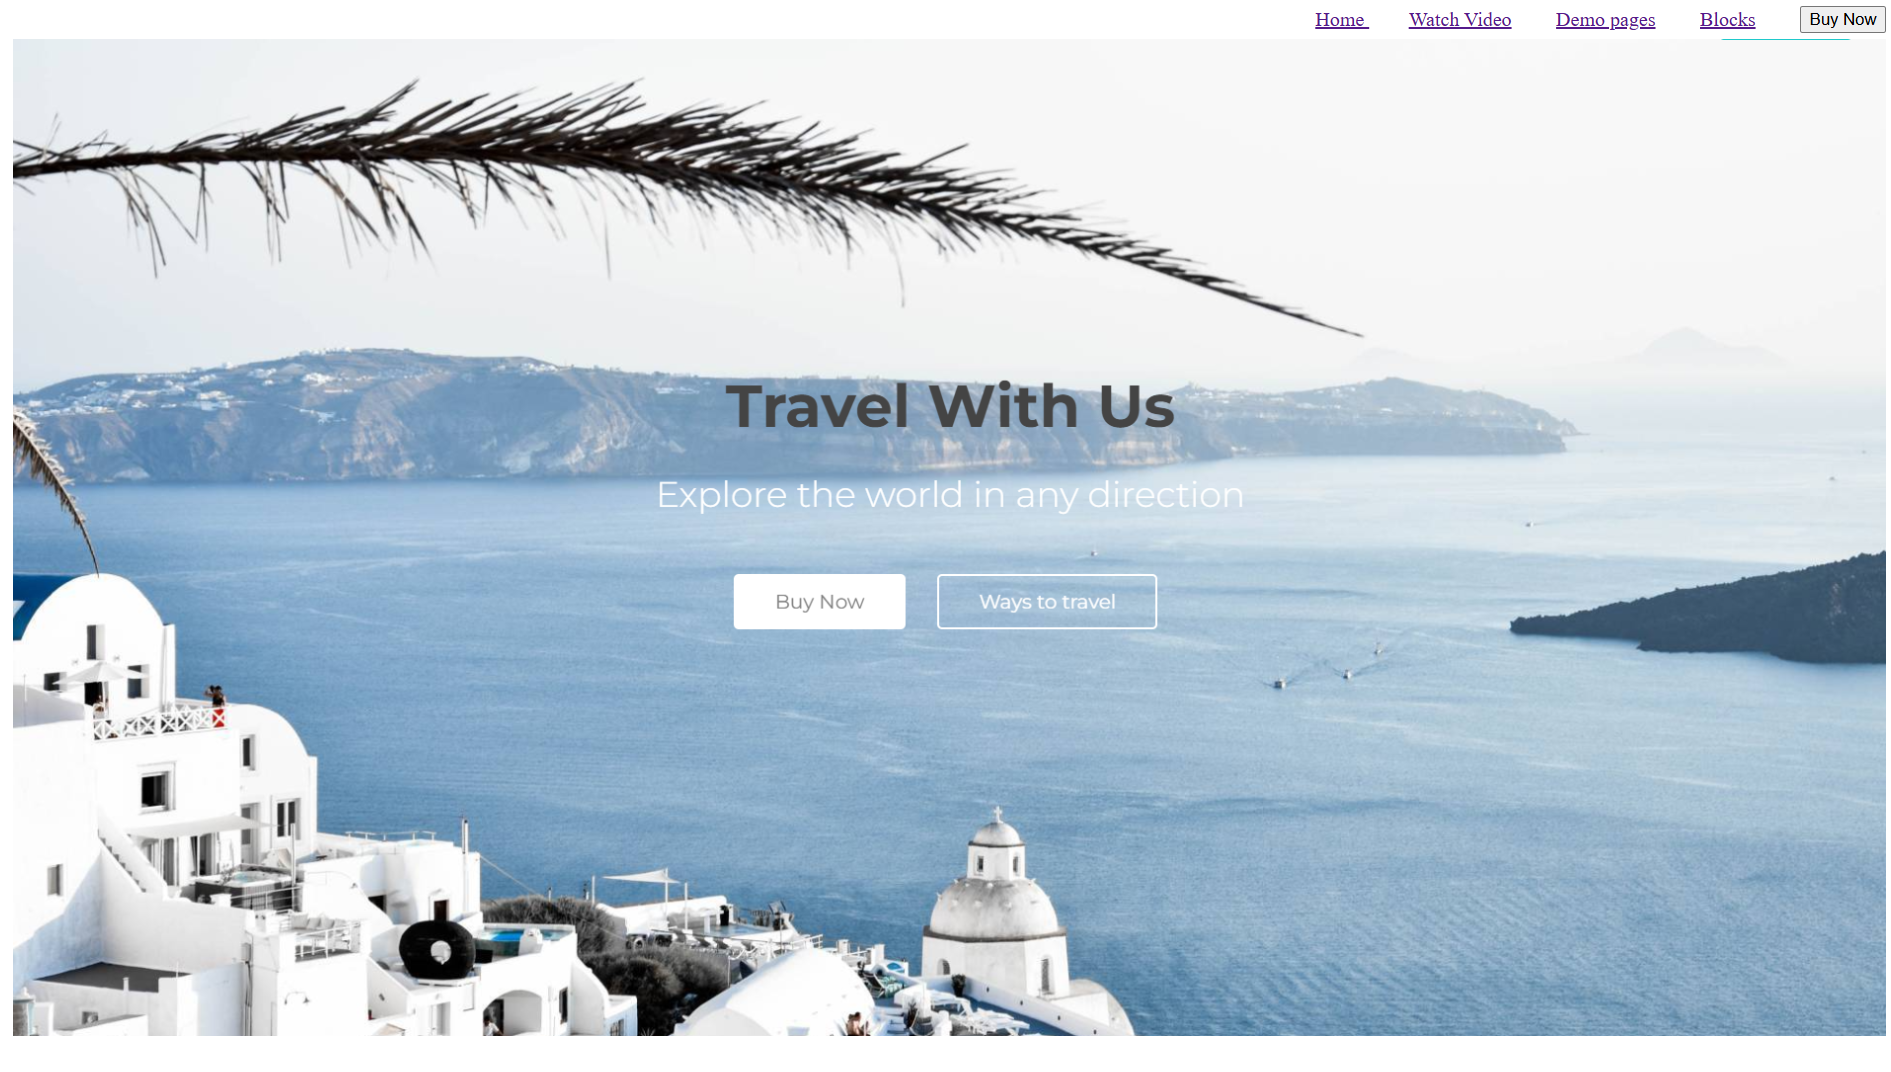 Home Watch Video Demo pages Blocks Buy Now
Travel With Us
Explore the world in any direction
Buy Now Ways to travel